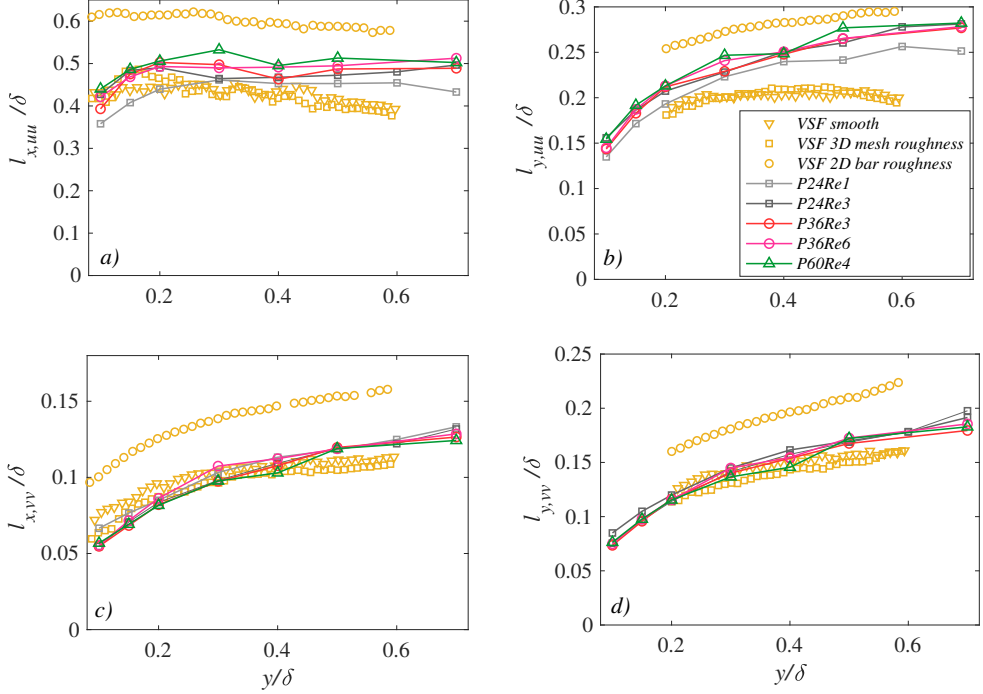 0.6
0.5
0.4
0.3
0.2
0.1
0
l x,uu /δ
a)
0.2
0.4
0.6
0.3
0.25
0.2
0.15
0.1
0.05
0
l y,uu /δ
b)
0.2
0.4
0.6
VSF smooth
VSF 3D mesh roughness
VSF 2D bar roughness
P24Re1
P24Re3
P36Re3
P36Re6
P60Re4
0.15
0.1
0.05
0
l x,vv /δ
c)
0.2
0.4
0.6
y/δ
0.25
0.2
0.15
0.1
0.05
0
l y,vv /δ
d)
0.2
0.4
0.6
y/δ